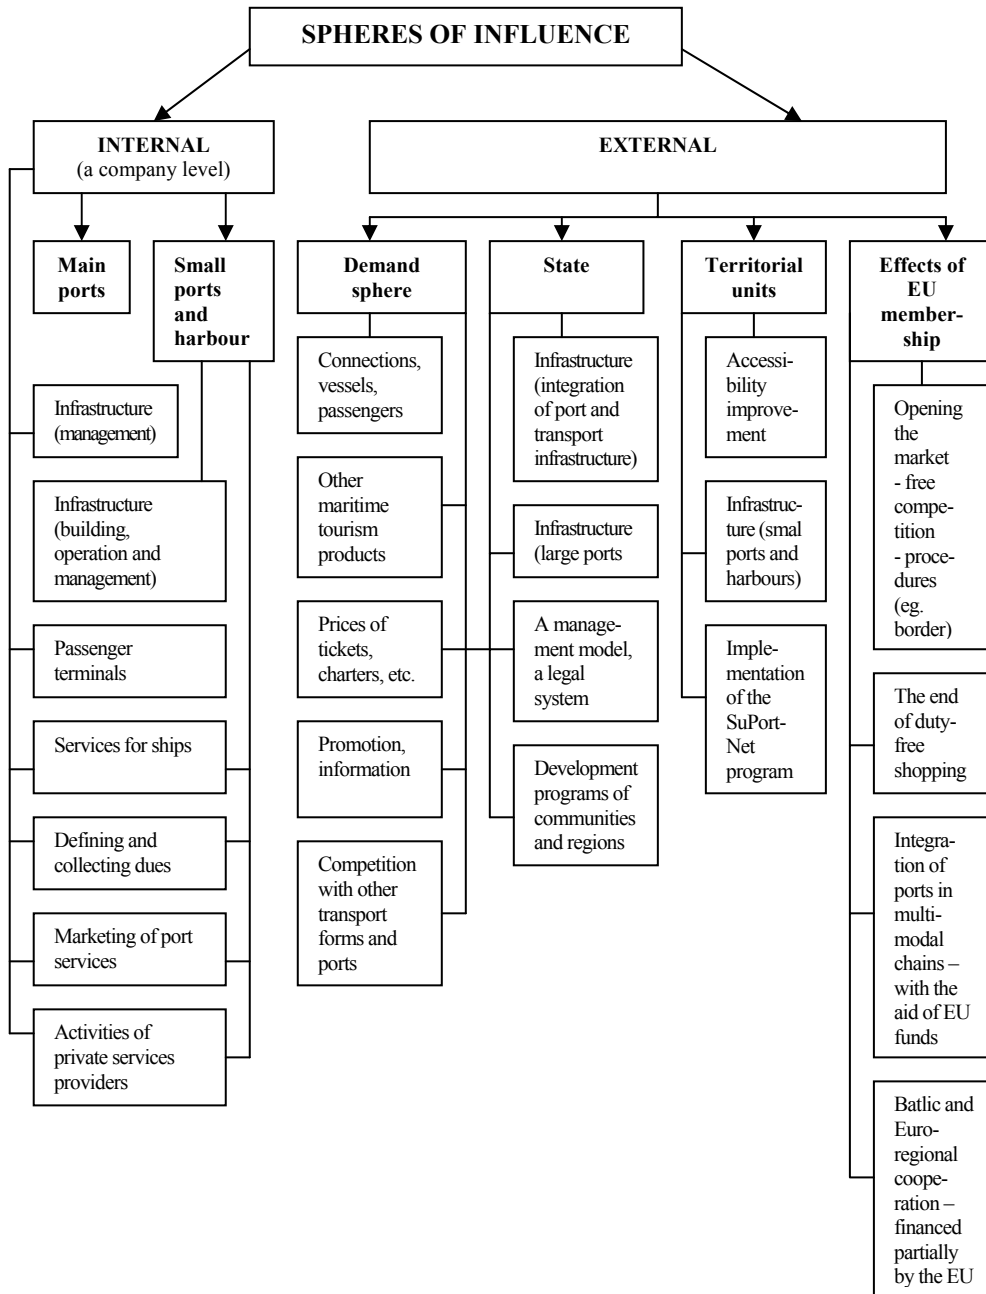 SPHERES OF INFLUENCE
INTERNAL
(a company level)
EXTERNAL
Main
ports
Small
ports
and
harbour
Demand
sphere
State
Territorial
units
Effects of
EU
member-
ship
Infrastructure
(management)
Infrastructure
(building,
operation and
management)
Passenger
terminals
Services for ships
Defining and
collecting dues
Marketing of port
services
Activities of
private services
providers
Connections,
vessels,
passengers
Other
maritime
tourism
products
Prices of
tickets,
charters, etc.
Promotion,
information
Competition
with other
transport
forms and
ports
Infrastructure
(integration
of port and
transport
infrastructure)
Infrastructure
(large ports
A manage-
ment model,
a legal
system
Development
programs of
communities
and regions
Accessi-
bility
improve-
ment
Infrastruc-
ture (smal
ports and
harbours)
Imple-
mentation
of the
SuPort-
Net
program
Opening
the
market
- free
compe-
tition
- proce-
dures
(eg.
border)
The end
of duty-
free
shopping
Integra-
tion of
ports in
multi-
modal
chains –
with the
aid of EU
funds
Batlic and
Euro-
regional
coope-
ration –
financed
partially
by the EU